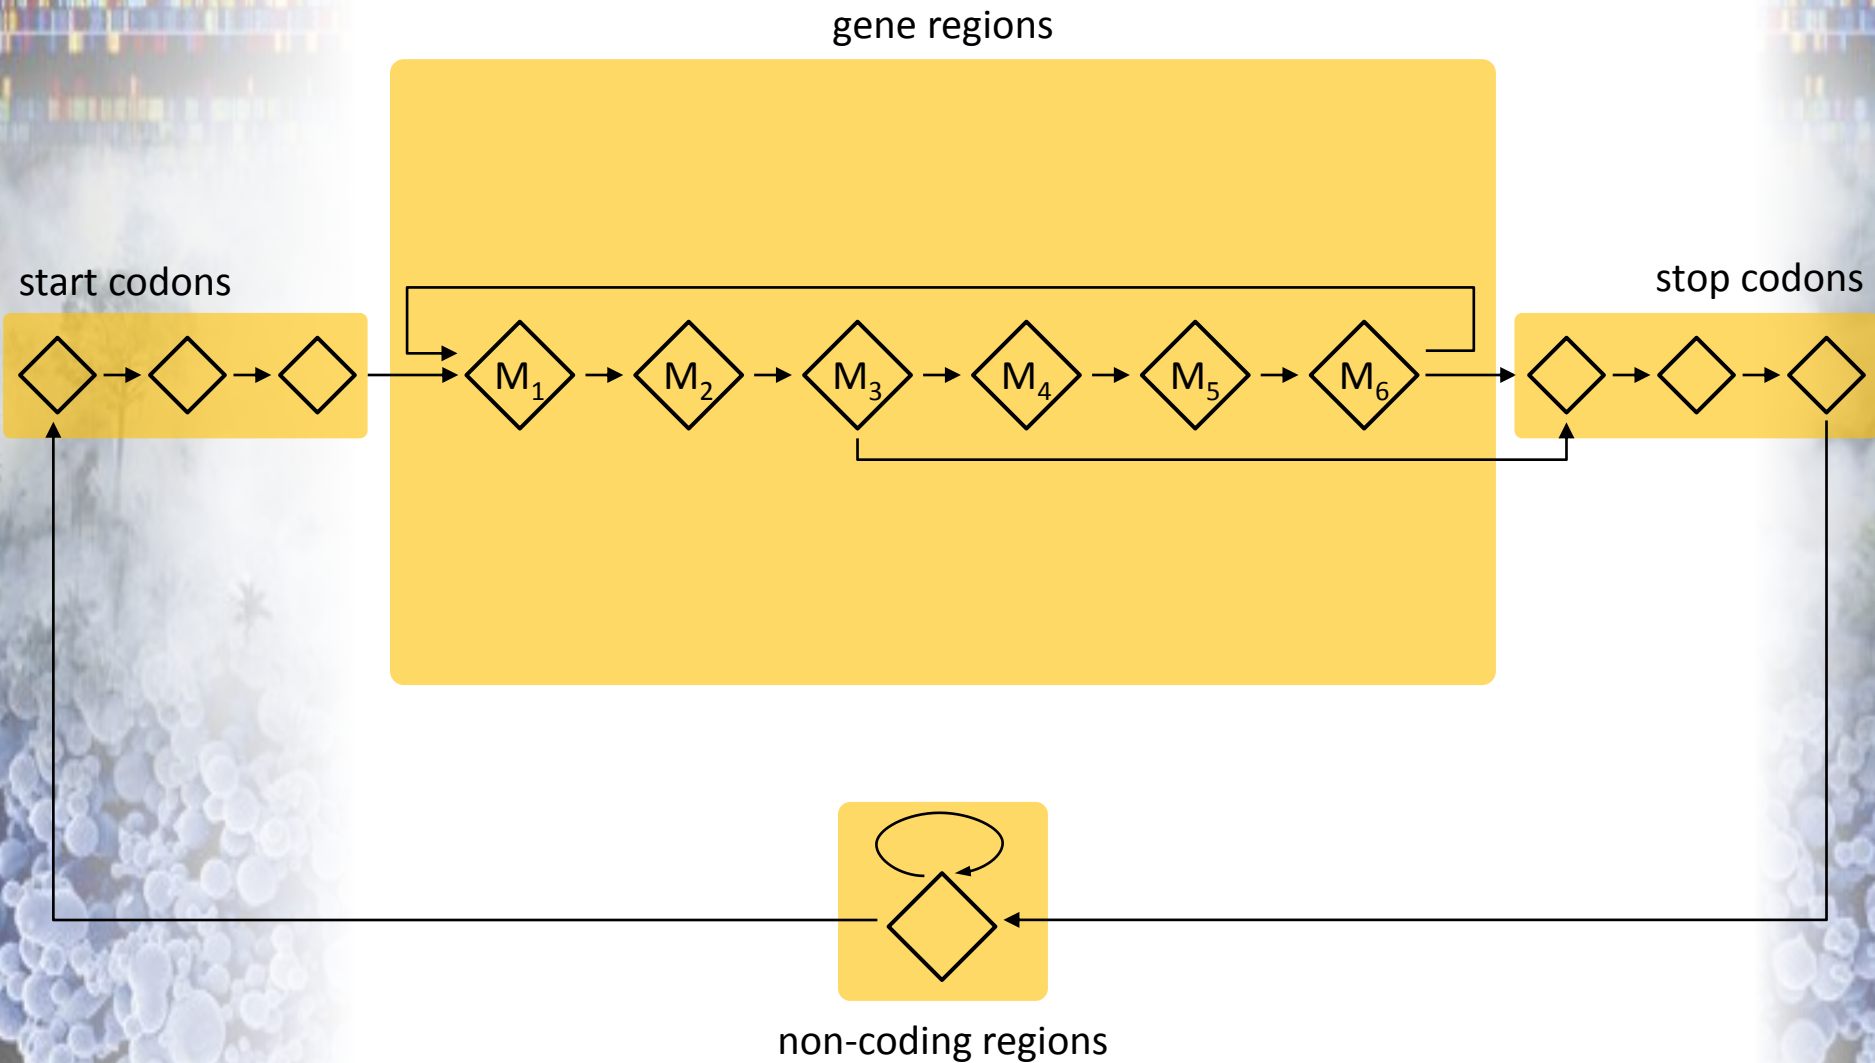 gene regions
start codons
stop codons
M₁ M₂ M₃ M₄ M₅ M₆
non-coding regions